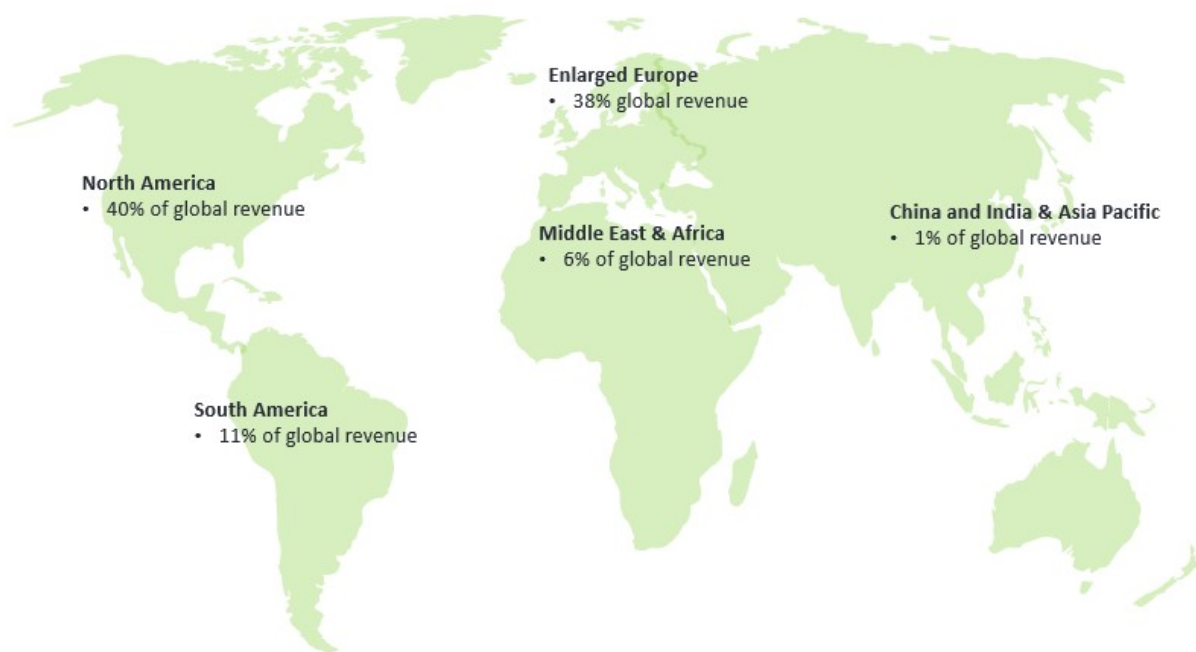 Enlarged Europe
• 38% global revenue
North America
• 40% of global revenue
China and India & Asia Pacific
• 1% of global revenue
Middle East & Africa
• 6% of global revenue
South America
• 11% of global revenue